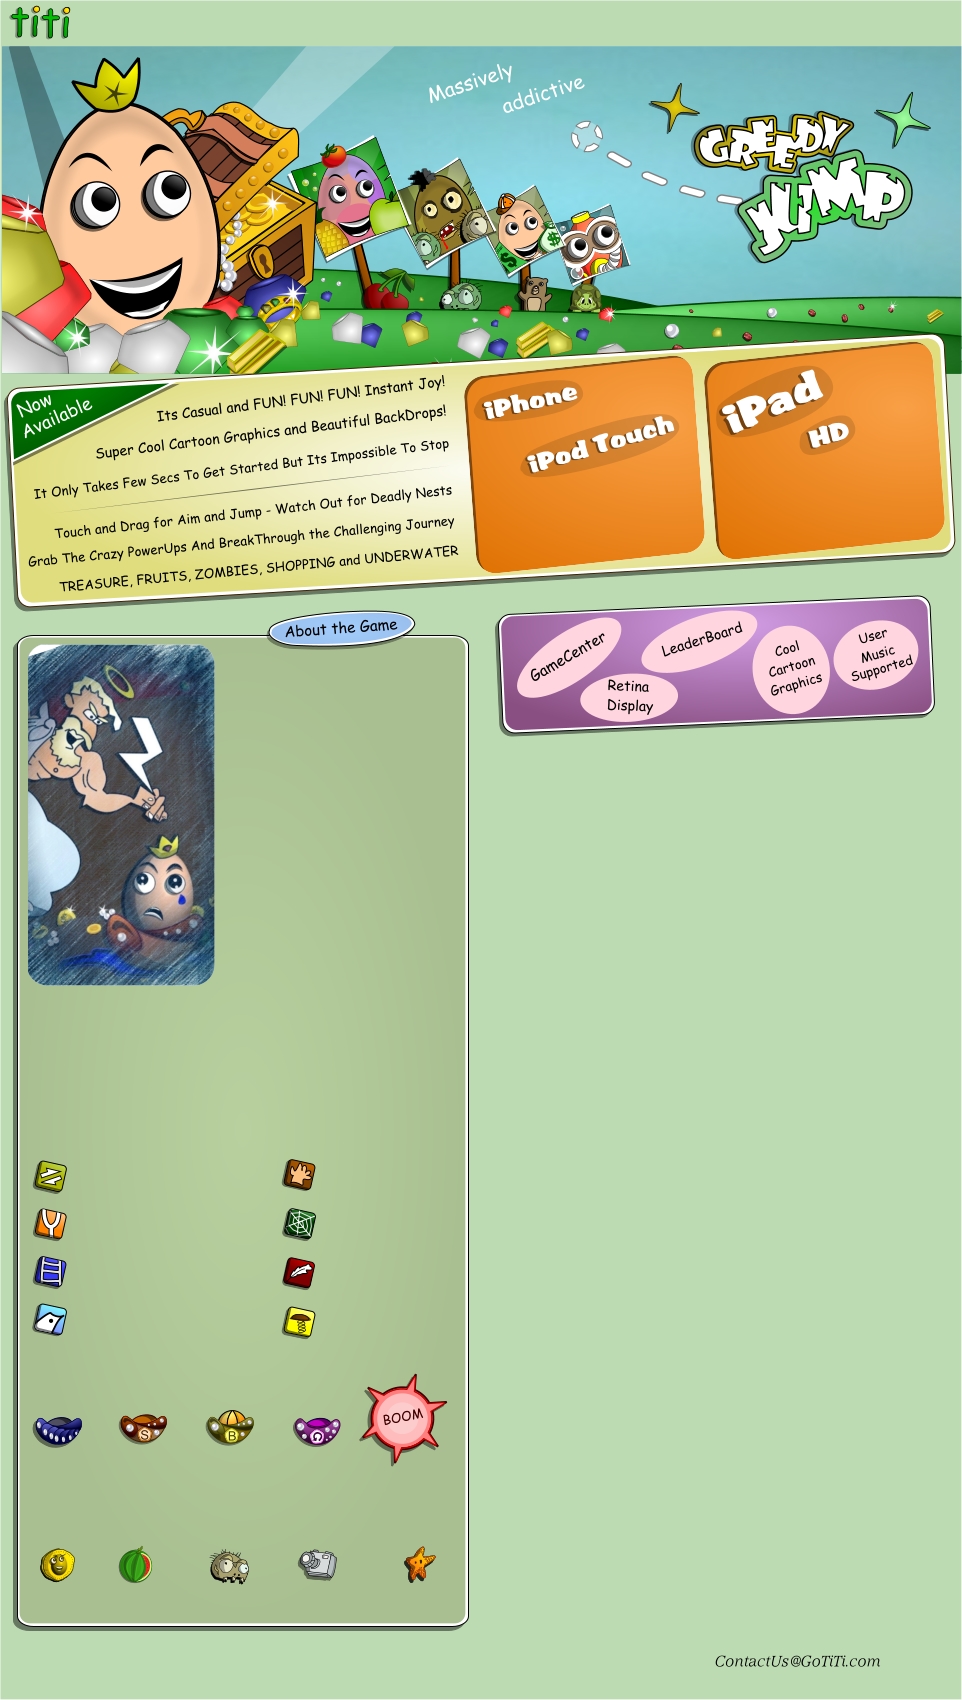 titi
Massively
addictive
GREEDY
JUMP
Now
Available
Its Casual and FUN! FUN! FUN! Instant Joy!
Super Cool Cartoon Graphics and Beautiful BackDrops!
It Only Takes Few Secs To Get Started But Its Impossible To Stop
Touch and Drag for Aim and Jump - Watch Out for Deadly Nests
Grab The Crazy PowerUps And BreakThrough the Challenging Journey
TREASURE, FRUITS, ZOMBIES, SHOPPING and UNDERWATER
iPhone
iPod Touch
iPad
HD
About the Game
GameCenter
Retina
Display
LeaderBoard
Cool
Cartoon
Graphics
User
Music
Supported
S
B
Ω
BOOM
ContactUs@GoTiTi.com